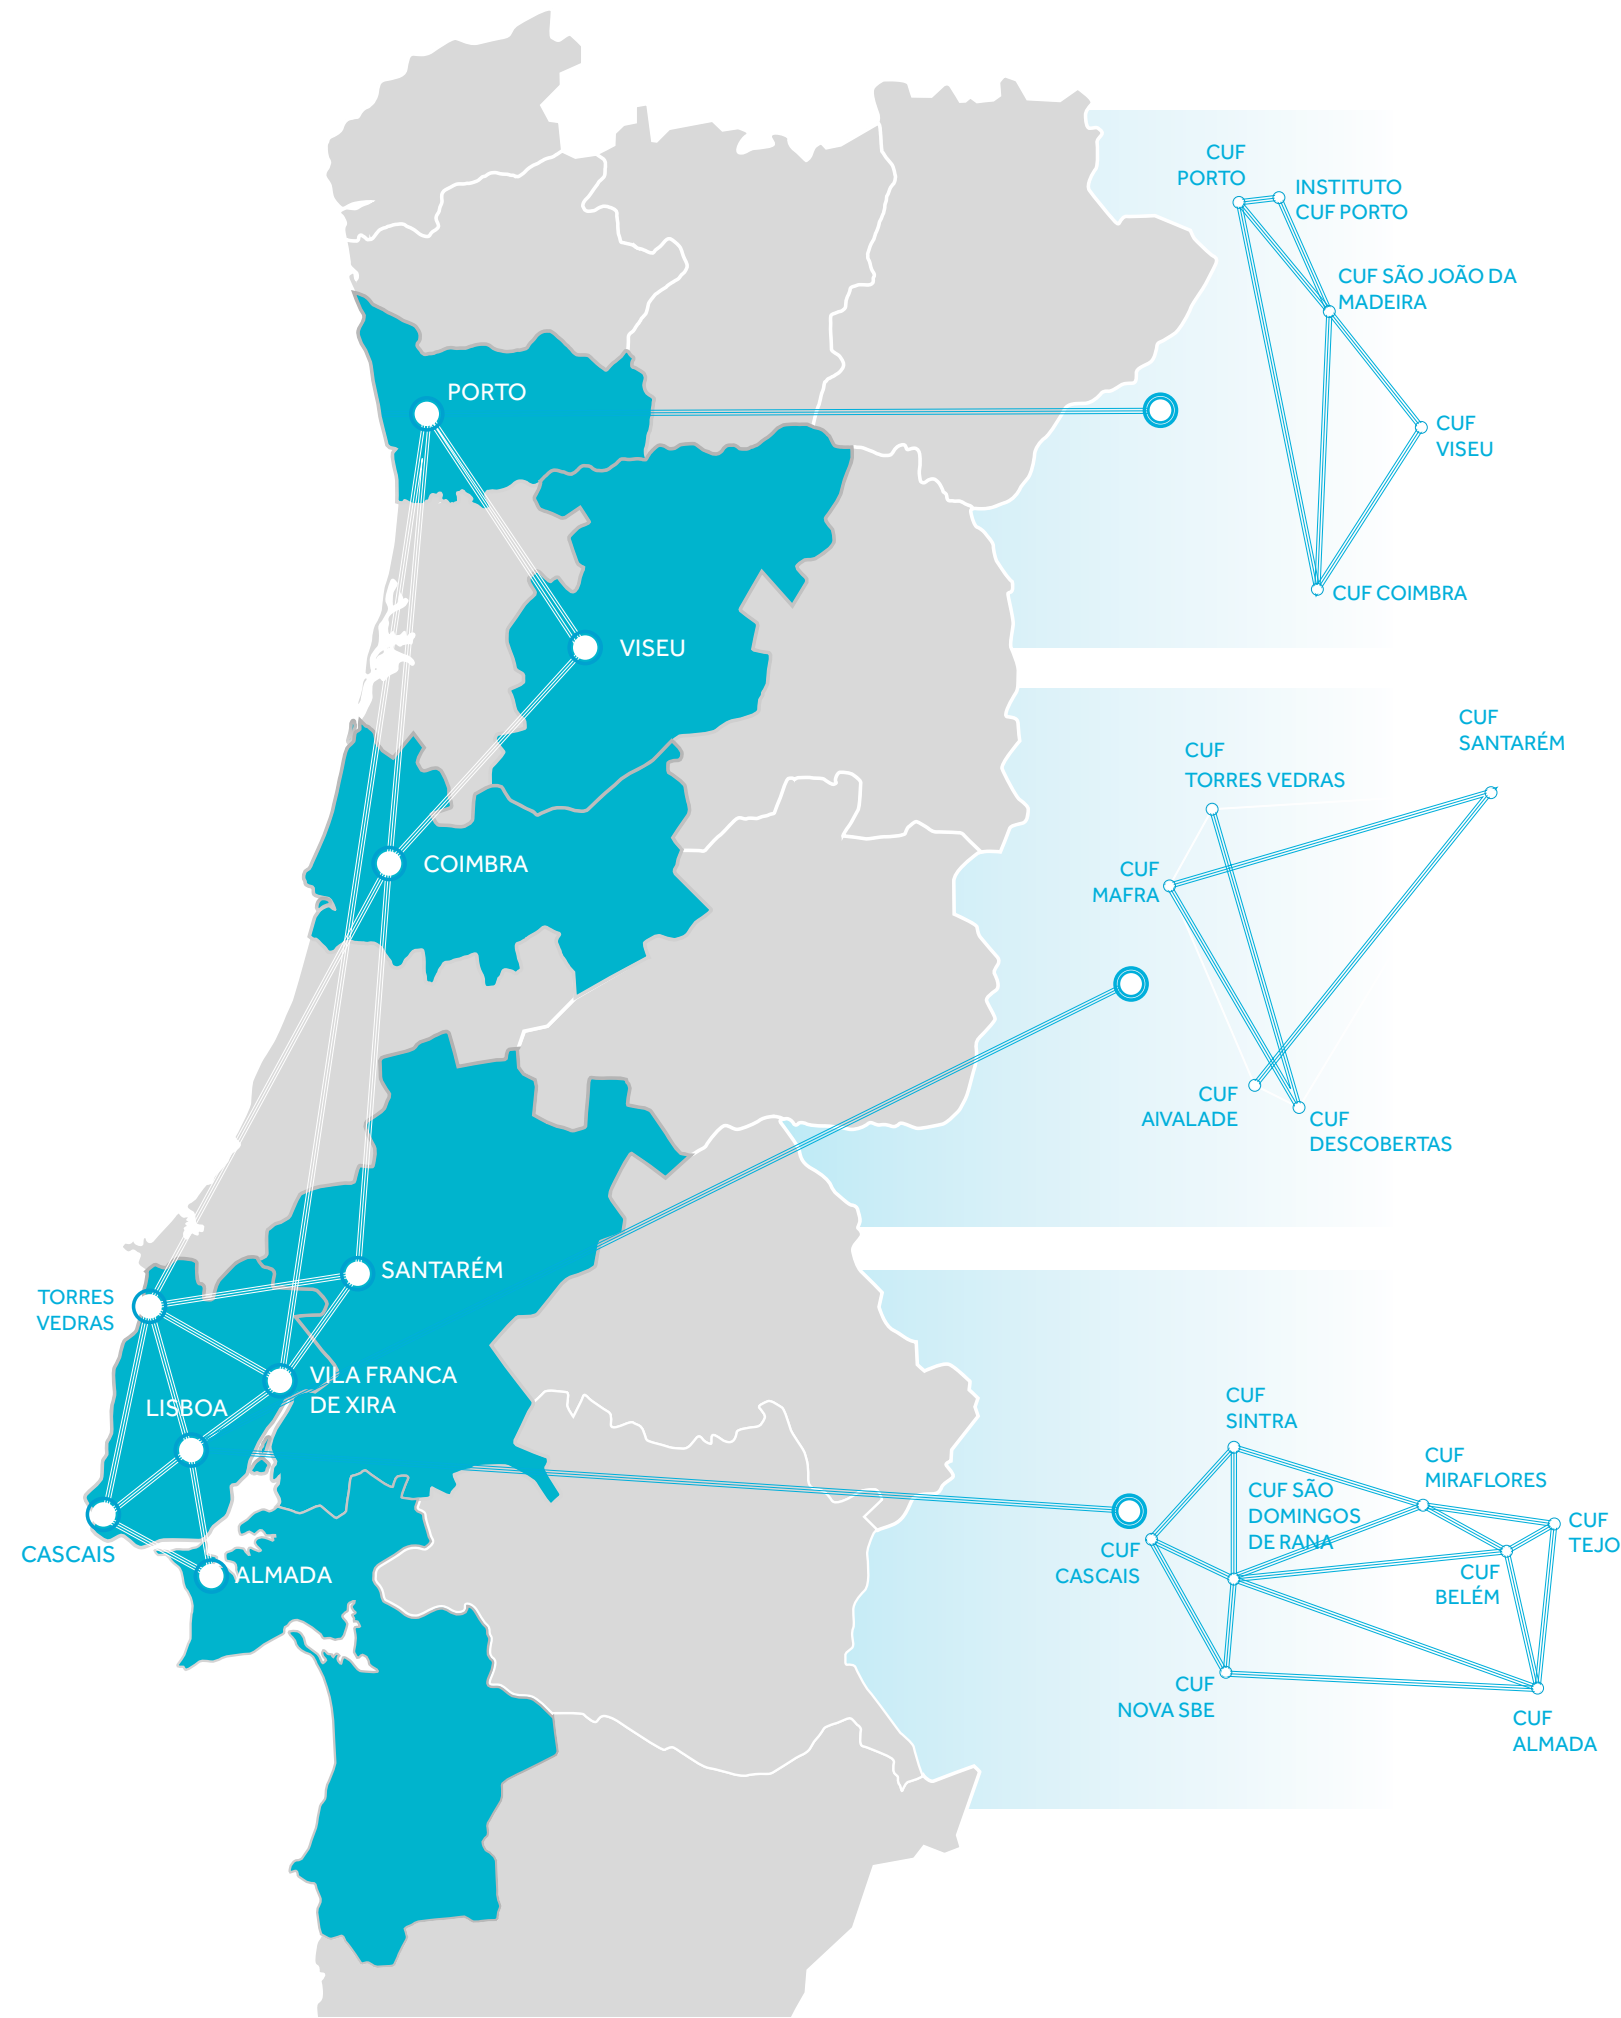 PORTO
VISEU
COIMBRA
SANTARÉM
TORRES
VEDRAS
VILA FRANCA
DE XIRA
LISBOA
CASCAIS
ALMADA
CUF
PORTO
INSTITUTO
CUF PORTO
CUF SÃO JOÃO DA
MADEIRA
CUF
VISEU
CUF COIMBRA
CUF
SANTARÉM
CUF
TORRES VEDRAS
CUF
MAFRA
CUF
AIVALADE
CUF
DESCOBERTAS
CUF
SINTRA
CUF
MIRAFLORES
CUF SÃO
DOMINGOS
DE RANA
CUF
TEJO
CUF
CASCAIS
CUF
BELÉM
CUF
NOVA SBE
CUF
ALMADA